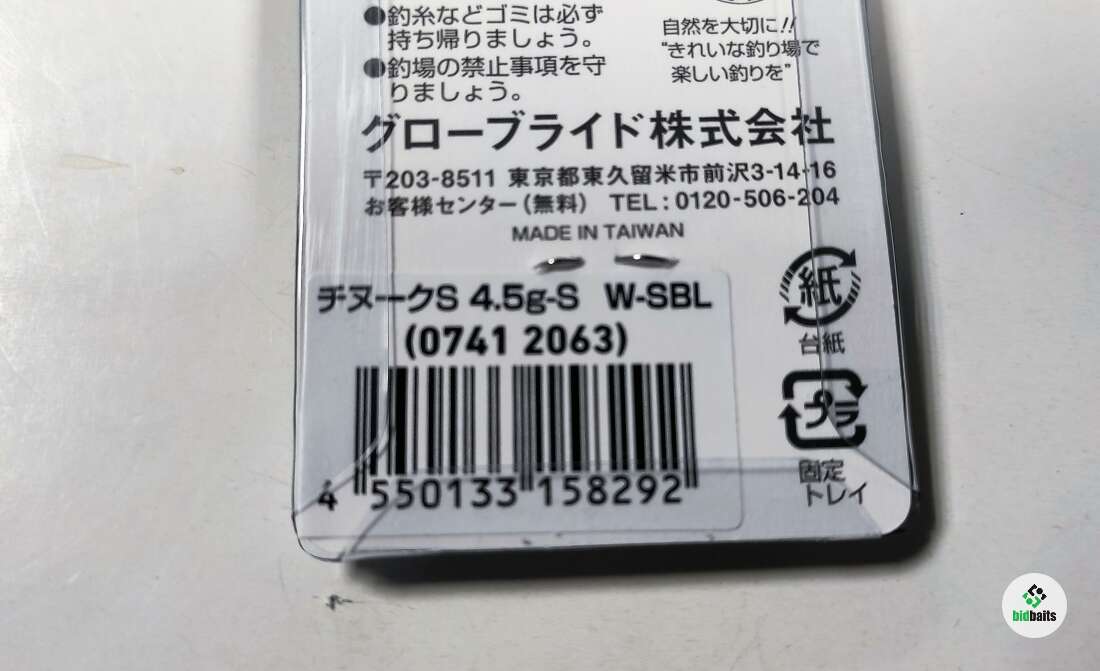 ●釣糸などゴミは必ず
持ち帰りましょう。
●釣場の禁止事項を守
りましょう。
自然を大切に!!
"きれいな釣り場で
楽しい釣りを"
グローブライド株式会社
〒203-8511 東京都東久留米市前沢3-14-16
お客様センター(無料) TEL:0120-506-204
MADE IN TAIWAN
チヌークS 4.5g-S W-SBL
(0741 2063)
4 550133 158292
紙
台紙
プラ
固定
トレイ
bidbaits